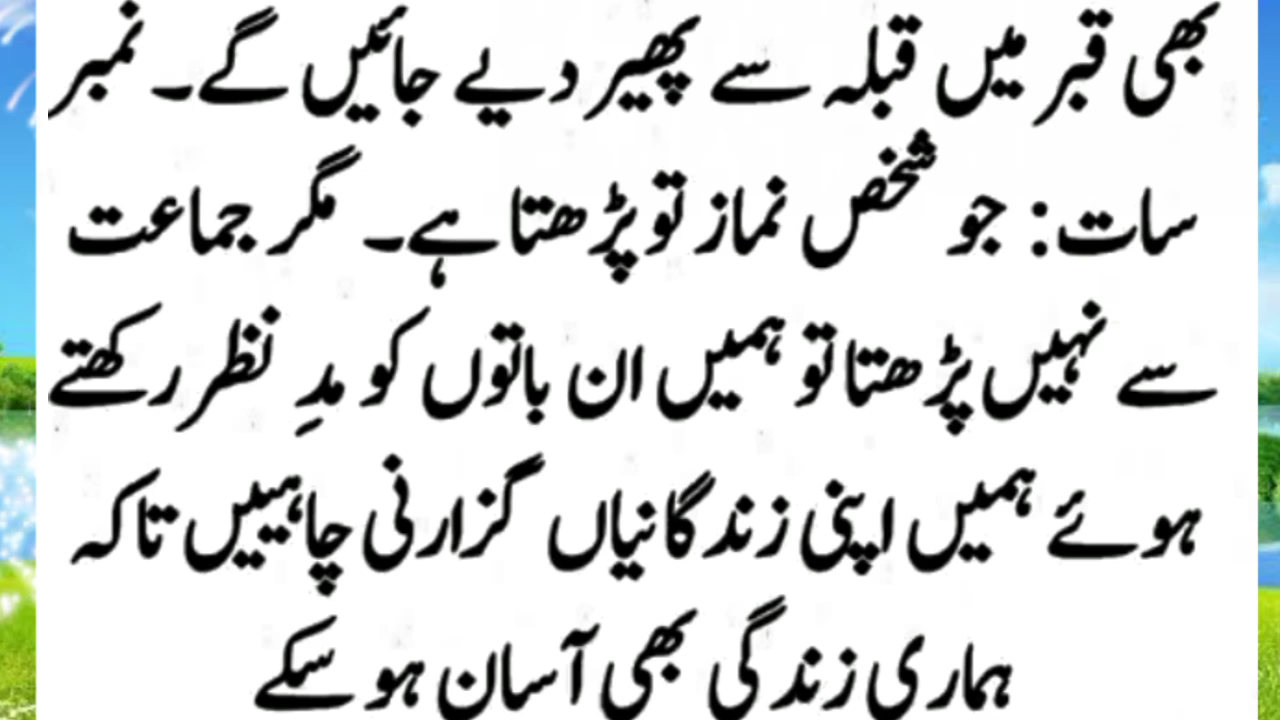 بھی قبر میں قبلہ سے پھیر دیے جائیں گے۔ نمبر
سات: جو شخص نماز تو پڑھتا ہے۔ مگر جماعت
سے نہیں پڑھتا تو ہمیں ان باتوں کو مدِ نظر رکھتے
ہوئے ہمیں اپنی زندگانیاں گزارنی چاہییں تاکہ
ہماری زندگی بھی آسان ہو سکے